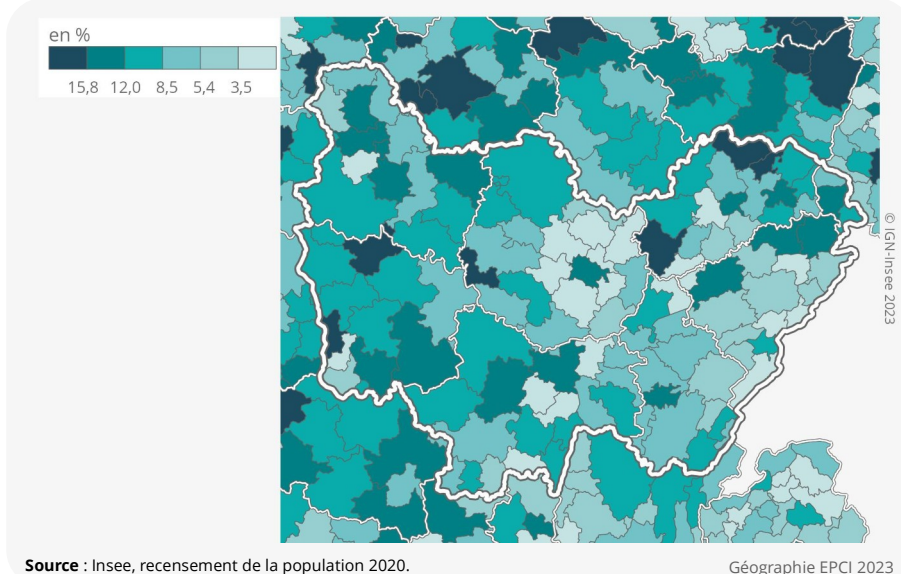 en %
15,8 12,0 8,5 5,4 3,5
© IGN-Insee 2023
Source : Insee, recensement de la population 2020.
Géographie EPCI 2023